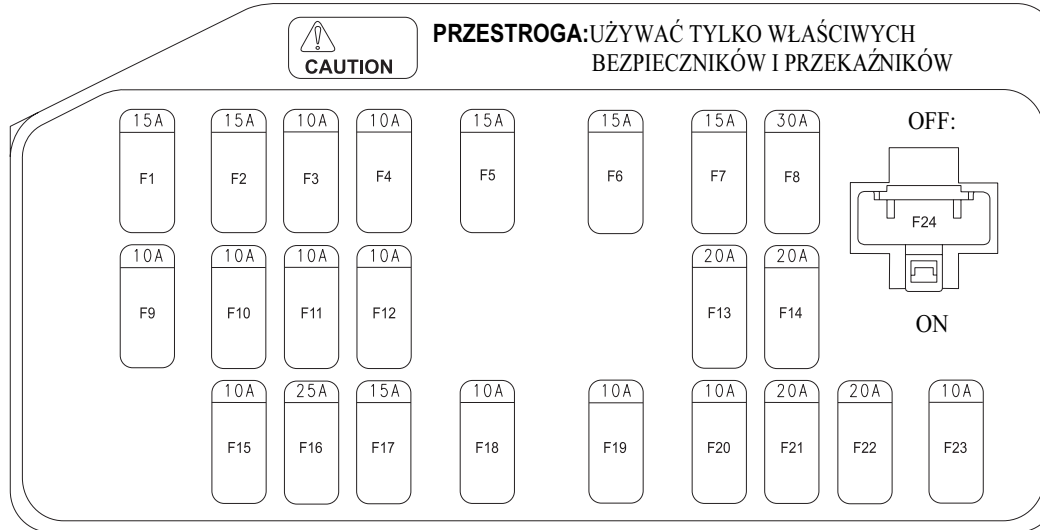 PRZESTROGA:UŻYWAĆ TYLKO WŁAŚCIWYCH
CAUTION
BEZPIECZNIKÓW I PRZEKAŹNIKÓW
15A 15A 10A 10A 15A 15A 15A 30A OFF:
F1 F2 F3 F4 F5 F6 F7 F8
F24
10A 10A 10A 10A 20A 20A
F9 F10 F11 F12 F13 F14 ON
10A 25A 15A 10A 10A 10A 20A 20A 10A
F15 F16 F17 F18 F19 F20 F21 F22 F23